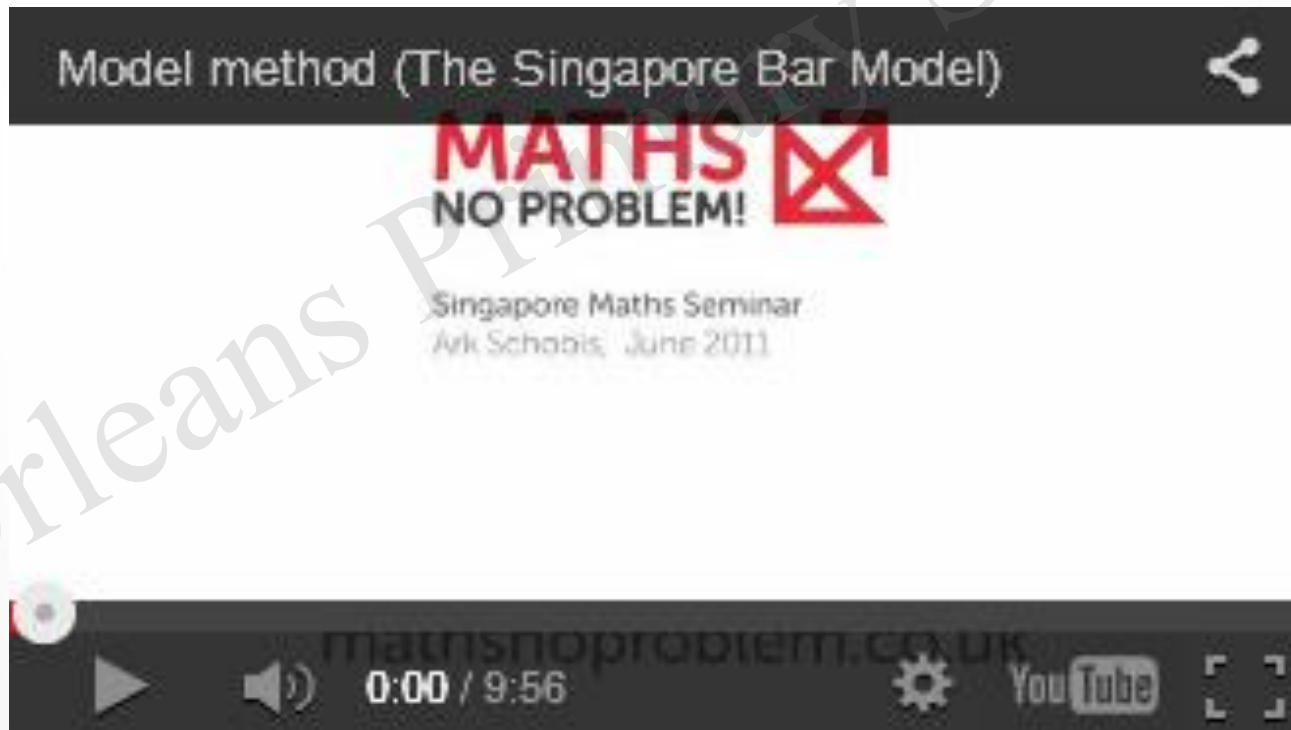 Model method (The Singapore Bar Model)
MATHS
NO PROBLEM!
Singapore Maths Seminar
Ark Schools, June 2011
mathsnoproblem.co.uk
0:00 / 9:56
YouTube
rleans Primary S